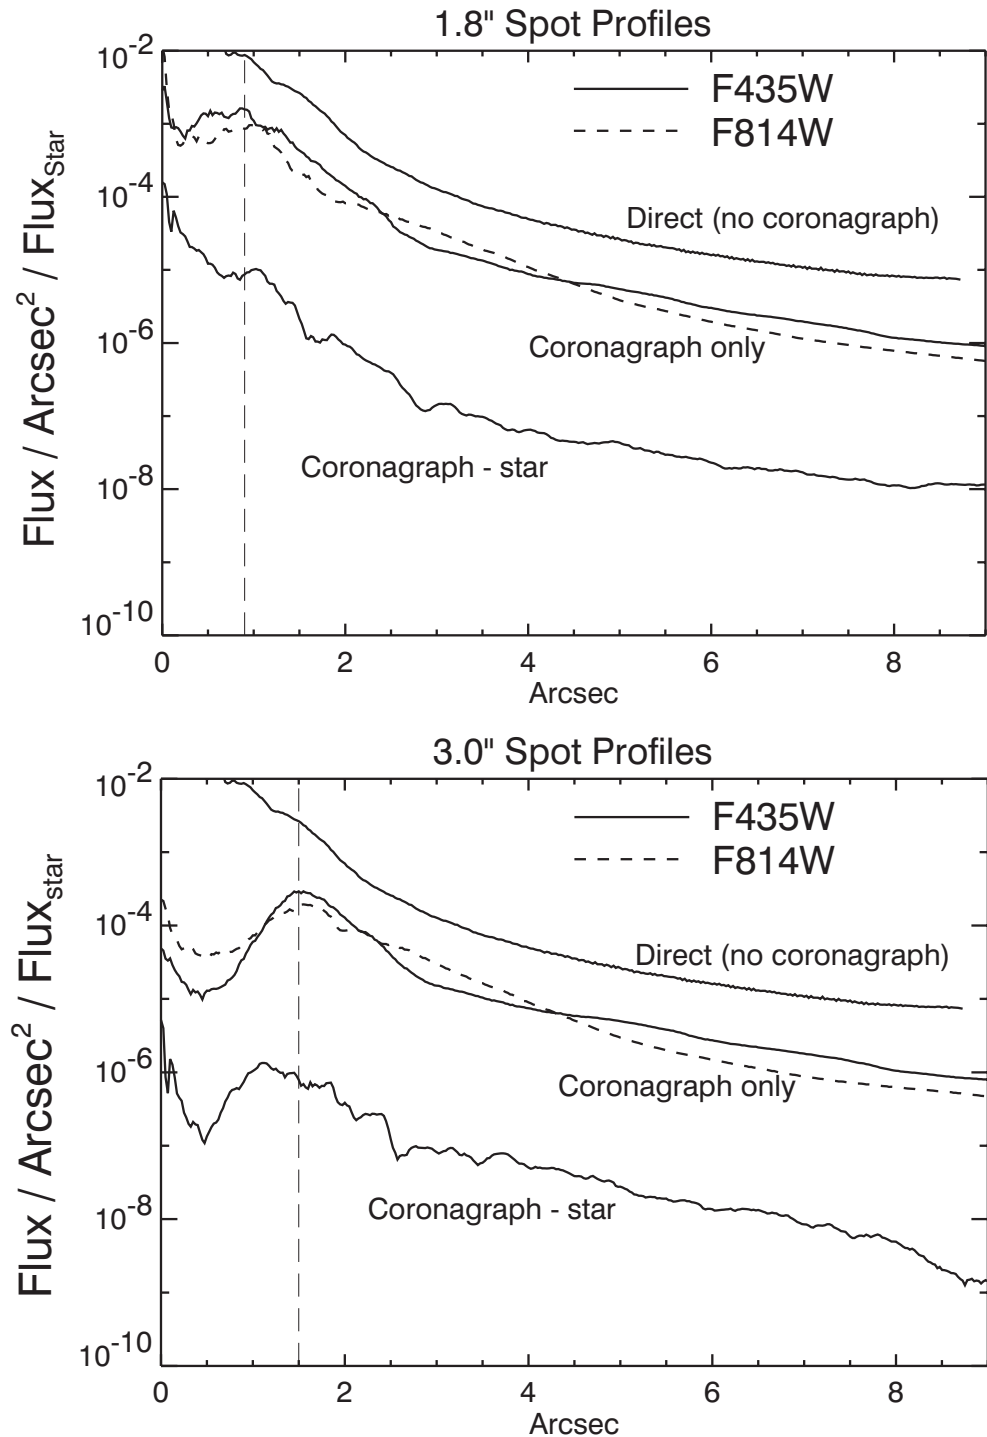 1.8" Spot Profiles
Flux / Arcsec² / Flux_Star
10⁻²
10⁻⁴
10⁻⁶
10⁻⁸
10⁻¹⁰
F435W
F814W
Direct (no coronagraph)
Coronagraph only
Coronagraph - star
0 2 4 6 8
Arcsec
3.0" Spot Profiles
Flux / Arcsec² / Flux_star
10⁻²
10⁻⁴
10⁻⁶
10⁻⁸
10⁻¹⁰
F435W
F814W
Direct (no coronagraph)
Coronagraph only
Coronagraph - star
0 2 4 6 8
Arcsec